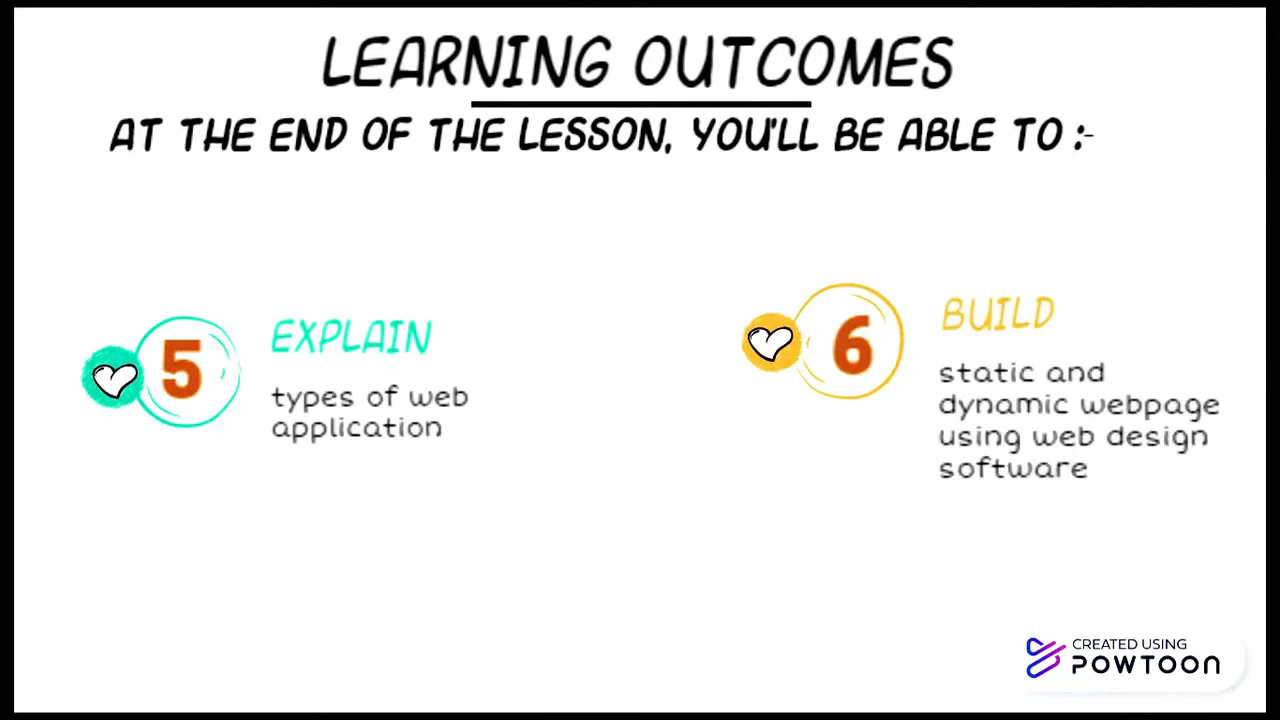 LEARNING OUTCOMES
AT THE END OF THE LESSON, YOU'LL BE ABLE TO :-
5
EXPLAIN
types of web
application
6
BUILD
static and
dynamic webpage
using web design
software
CREATED USING
POWTOON